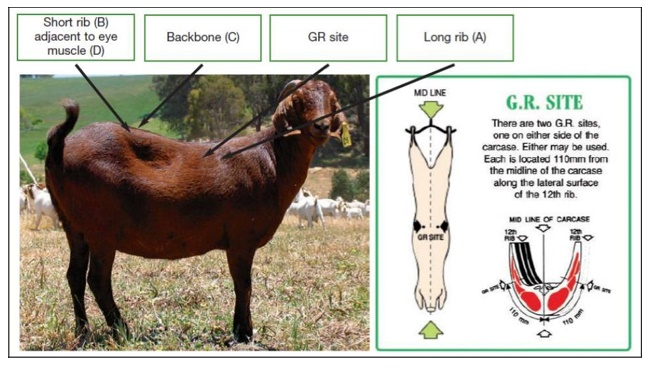 Short rib (B)
adjacent to eye
muscle (D)
Backbone (C)
GR site
Long rib (A)
MID LINE
G.R. SITE
There are two G.R. sites,
one on either side of the
carcase. Either may be used.
Each is located 110mm from
the midline of the carcase
along the lateral surface
of the 12th rib.
GR SITE
MID LINE OF CARCASE
12th
RIB
12th
RIB
GR SITE
GR SITE
110 mm
110 mm